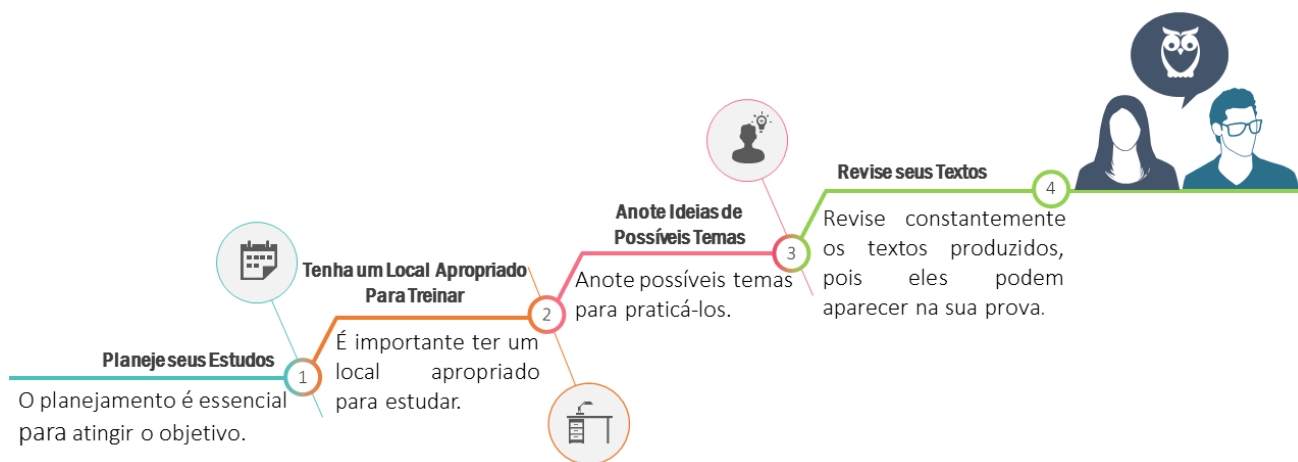 Planeje seus Estudos
1
O planejamento é essencial
para atingir o objetivo.
Tenha um Local Apropriado
Para Treinar
2
É importante ter um
local apropriado
para estudar.
Anote Ideias de
Possíveis Temas
3
Anote possíveis temas
para praticá-los.
Revise seus Textos
4
Revise constantemente
os textos produzidos,
pois eles podem
aparecer na sua prova.